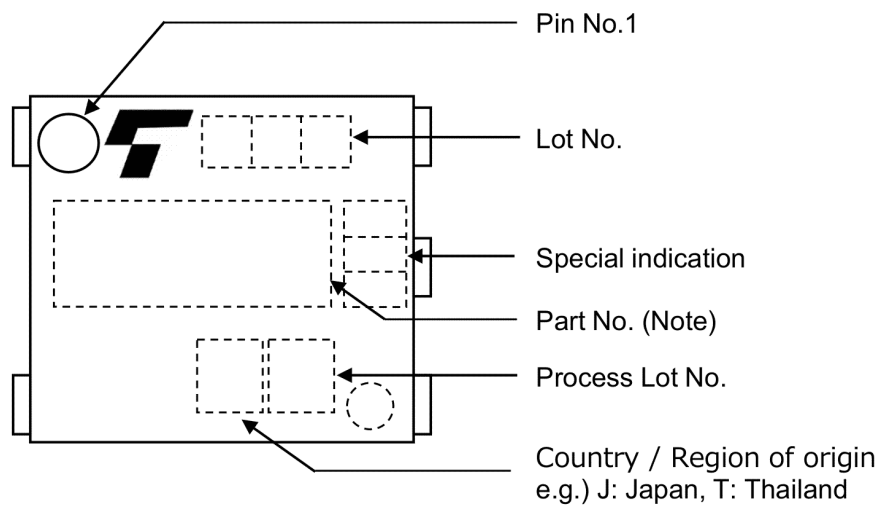 Pin No.1
Lot No.
Special indication
Part No. (Note)
Process Lot No.
Country / Region of origin
e.g.) J: Japan, T: Thailand